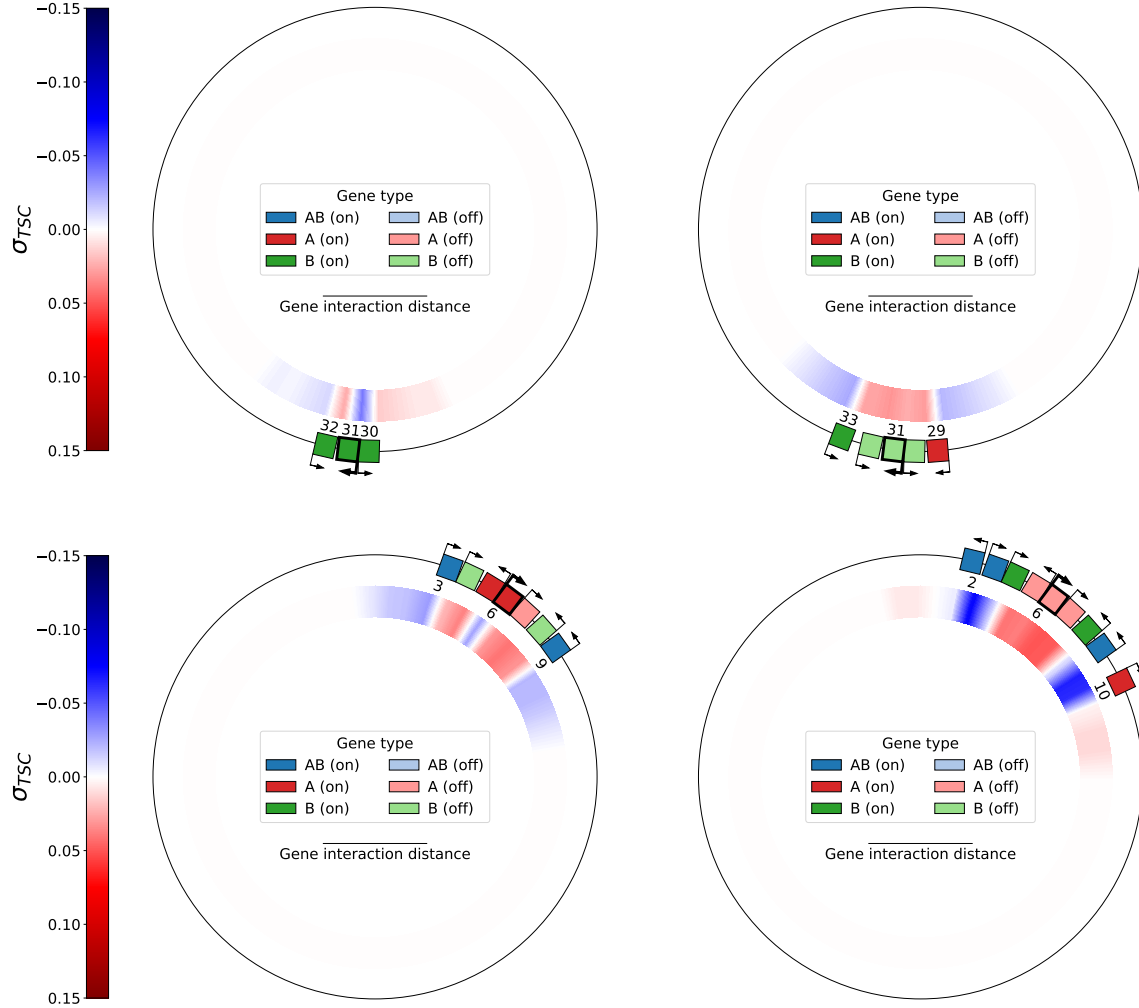 −0.15
−0.10
−0.05
0.00
0.05
0.10
0.15
σTSC
Gene type
AB (on) AB (off)
A (on) A (off)
B (on) B (off)
Gene interaction distance
32 31 30
Gene type
AB (on) AB (off)
A (on) A (off)
B (on) B (off)
Gene interaction distance
33 31 29
−0.15
−0.10
−0.05
0.00
0.05
0.10
0.15
σTSC
3 6 9
Gene type
AB (on) AB (off)
A (on) A (off)
B (on) B (off)
Gene interaction distance
2 6 10
Gene type
AB (on) AB (off)
A (on) A (off)
B (on) B (off)
Gene interaction distance